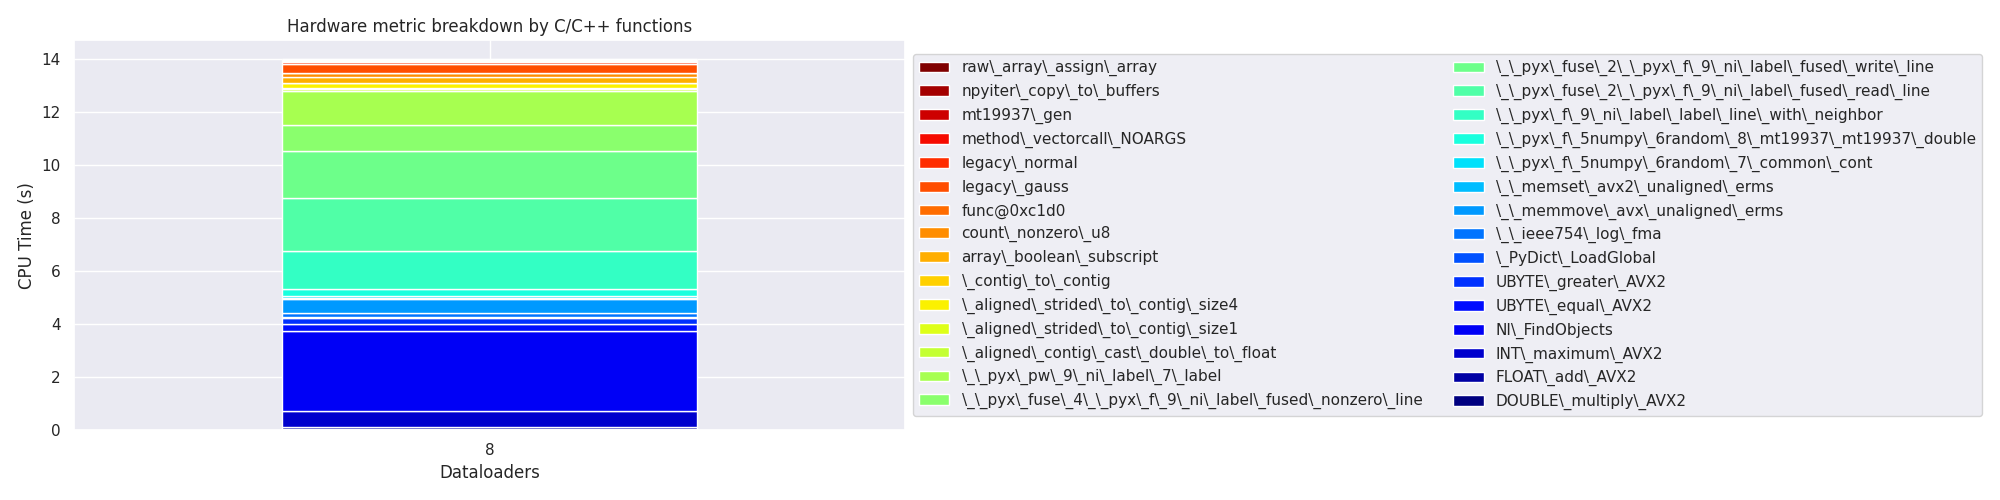 Hardware metric breakdown by C/C++ functions
CPU Time (s)
14
12
10
8
6
4
2
0
8
Dataloaders
raw\_array\_assign\_array
npyiter\_copy\_to\_buffers
mt19937\_gen
method\_vectorcall\_NOARGS
legacy\_normal
legacy\_gauss
func@0xc1d0
count\_nonzero\_u8
array\_boolean\_subscript
\_contig\_to\_contig
\_aligned\_strided\_to\_contig\_size4
\_aligned\_strided\_to\_contig\_size1
\_aligned\_contig\_cast\_double\_to\_float
\_\_pyx\_pw\_9\_ni\_label\_7\_label
\_\_pyx\_fuse\_4\_\_pyx\_f\_9\_ni\_label\_fused\_nonzero\_line
\_\_pyx\_fuse\_2\_\_pyx\_f\_9\_ni\_label\_fused\_write\_line
\_\_pyx\_fuse\_2\_\_pyx\_f\_9\_ni\_label\_fused\_read\_line
\_\_pyx\_f\_9\_ni\_label\_label\_line\_with\_neighbor
\_\_pyx\_f\_5numpy\_6random\_8\_mt19937\_mt19937\_double
\_\_pyx\_f\_5numpy\_6random\_7\_common\_cont
\_\_memset\_avx2\_unaligned\_erms
\_\_memmove\_avx\_unaligned\_erms
\_\_ieee754\_log\_fma
\_PyDict\_LoadGlobal
UBYTE\_greater\_AVX2
UBYTE\_equal\_AVX2
NI\_FindObjects
INT\_maximum\_AVX2
FLOAT\_add\_AVX2
DOUBLE\_multiply\_AVX2